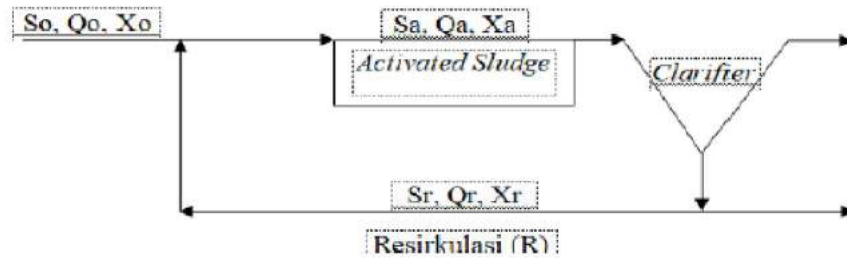 So, Qo, Xo
Sa, Qa, Xa
Activated Sludge
Clarifier
Sr, Qr, Xr
Resirkulasi (R)